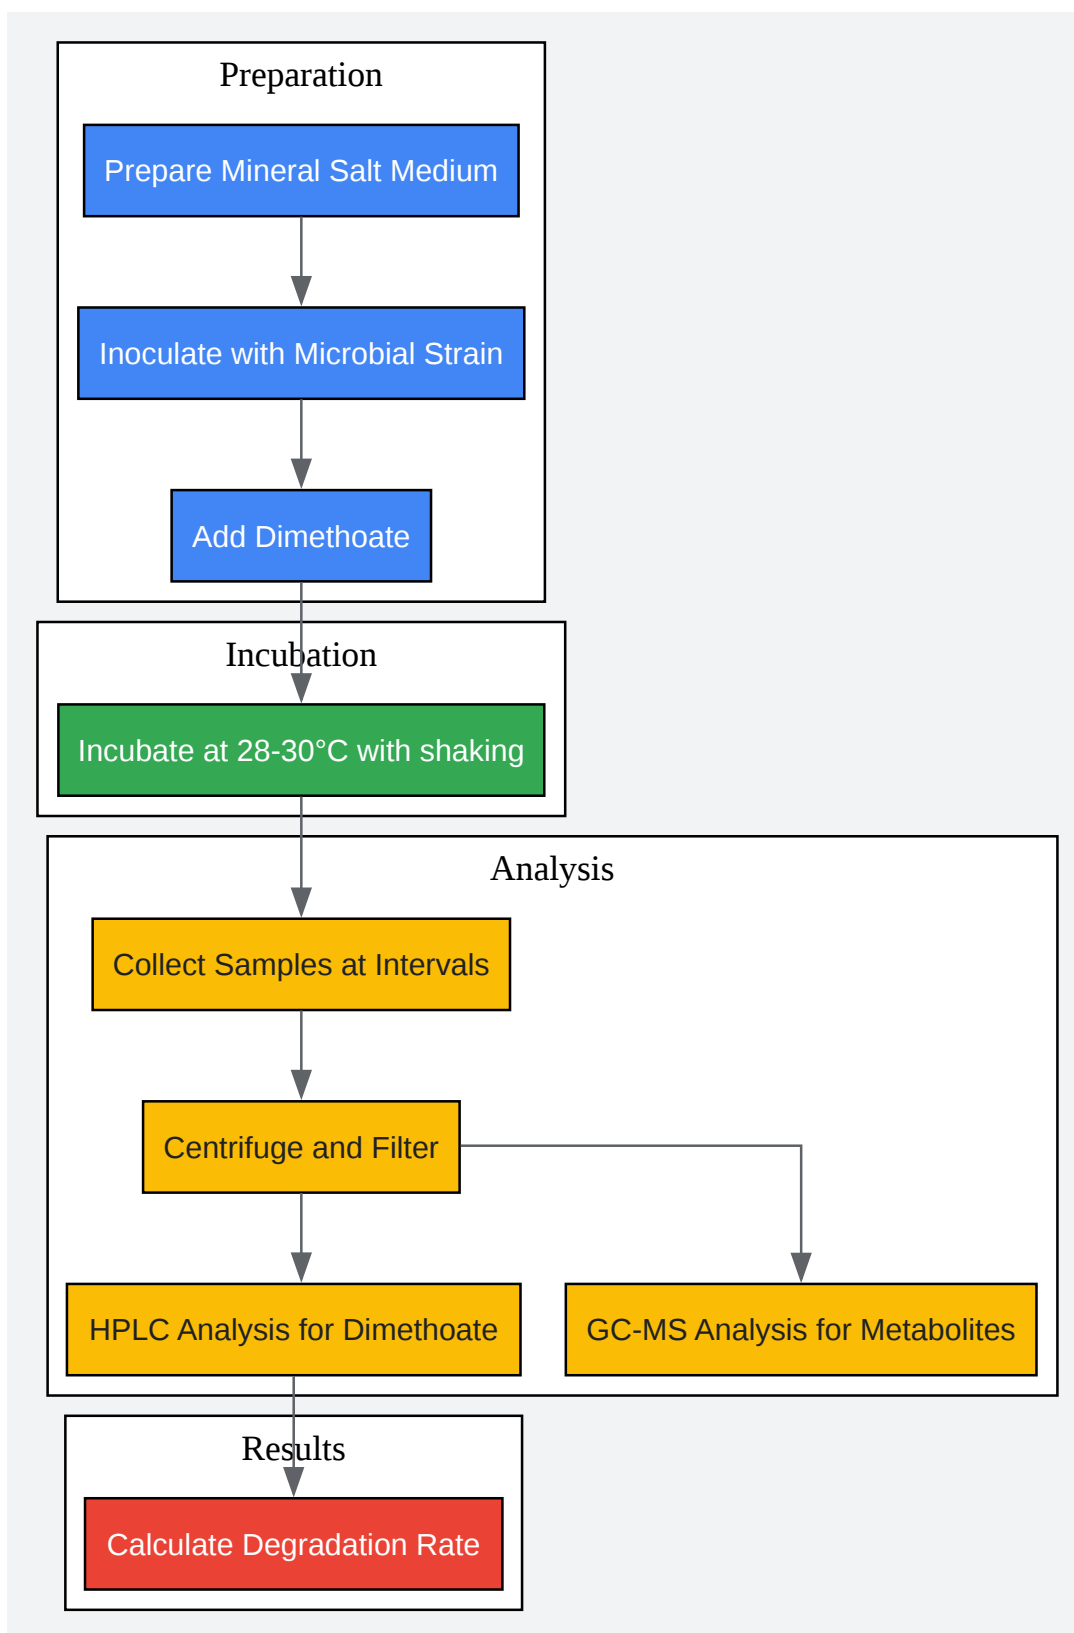 Preparation
Prepare Mineral Salt Medium
Inoculate with Microbial Strain
Add Dimethoate
Incubation
Incubate at 28-30°C with shaking
Analysis
Collect Samples at Intervals
Centrifuge and Filter
HPLC Analysis for Dimethoate
GC-MS Analysis for Metabolites
Results
Calculate Degradation Rate